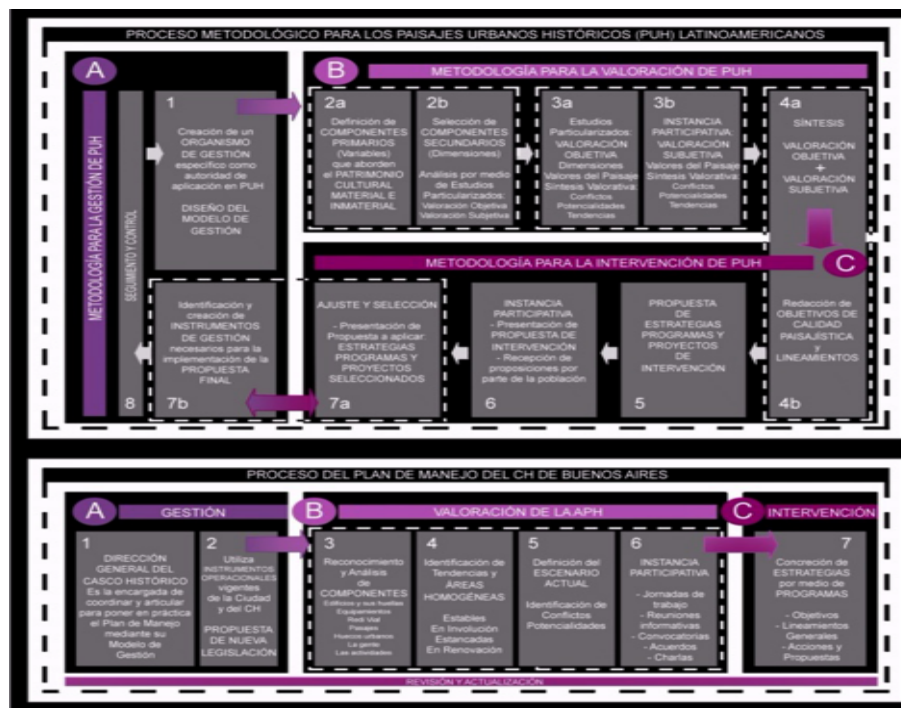 PROCESO METODOLÓGICO PARA LOS PAISAJES URBANOS HISTÓRICOS (PUH) LATINOAMERICANOS
A
METODOLOGÍA PARA LA GESTIÓN DE PUH
SEGUIMIENTO Y CONTROL
8
1
Creación de un
ORGANISMO
DE GESTIÓN
específico como
autoridad de
aplicación en PUH
DISEÑO DEL
MODELO DE
GESTIÓN
B
METODOLOGÍA PARA LA VALORACIÓN DE PUH
2a
Definición de
COMPONENTES
PRIMARIOS
(Variables)
que aborden
el PATRIMONIO
CULTURAL
MATERIAL E
INMATERIAL
2b
Selección de
COMPONENTES
SECUNDARIOS
(Dimensiones)
Análisis por medio
de Estudios
Particularizados:
Valoración Objetiva
Valoración Subjetiva
3a
Estudios
Particularizados:
VALORACIÓN
OBJETIVA
Dimensiones
Valores del Paisaje
Síntesis Valorativa:
Conflictos
Potencialidades
Tendencias
3b
INSTANCIA
PARTICIPATIVA:
VALORACIÓN
SUBJETIVA
Valores del Paisaje
Síntesis Valorativa:
Conflictos
Potencialidades
Tendencias
4a
SÍNTESIS
VALORACIÓN
OBJETIVA
+
VALORACIÓN
SUBJETIVA
METODOLOGÍA PARA LA INTERVENCIÓN DE PUH
C
Redacción de
OBJETIVOS DE
CALIDAD
PAISAJÍSTICA
y
LINEAMIENTOS
4b
PROPUESTA
DE
ESTRATEGIAS
PROGRAMAS Y
PROYECTOS
DE
INTERVENCIÓN
5
INSTANCIA
PARTICIPATIVA
- Presentación de
PROPUESTA DE
INTERVENCIÓN
- Recepción de
proposiciones por
parte de la población
6
AJUSTE Y SELECCIÓN
- Presentación de
Propuesta a aplicar:
ESTRATEGIAS
PROGRAMAS Y
PROYECTOS
SELECCIONADOS
7a
Identificación y
creación de
INSTRUMENTOS
DE GESTIÓN
necesarios para la
implementación de la
PROPUESTA
FINAL
7b
PROCESO DEL PLAN DE MANEJO DEL CH DE BUENOS AIRES
A
GESTIÓN
1
DIRECCIÓN
GENERAL DEL
CASCO HISTÓRICO
Es la encargada de
coordinar y articular
para poner en práctica
el Plan de Manejo
mediante su
Modelo de
Gestión
2
Utiliza
INSTRUMENTOS
OPERACIONALES
vigentes
de la Ciudad
y del CH
PROPUESTA
DE NUEVA
LEGISLACIÓN
B
VALORACIÓN DE LA APH
3
Reconocimiento
y Análisis
de
COMPONENTES
Edificios y sus huellas
Equipamientos
Red Vial
Pasajes
Huecos urbanos
La gente
Las actividades
4
Identificación de
Tendencias y
ÁREAS
HOMOGÉNEAS
Estables
En Involución
Estancadas
En Renovación
5
Definición del
ESCENARIO
ACTUAL
Identificación de
Conflictos
Potencialidades
6
INSTANCIA
PARTICIPATIVA
- Jornadas de
trabajo
- Reuniones
informativas
- Convocatorias
- Acuerdos
- Charlas
C
INTERVENCIÓN
7
Concreción de
ESTRATEGIAS
por medio de
PROGRAMAS
- Objetivos
- Lineamientos
Generales
- Acciones y
Propuestas
REVISIÓN Y ACTUALIZACIÓN